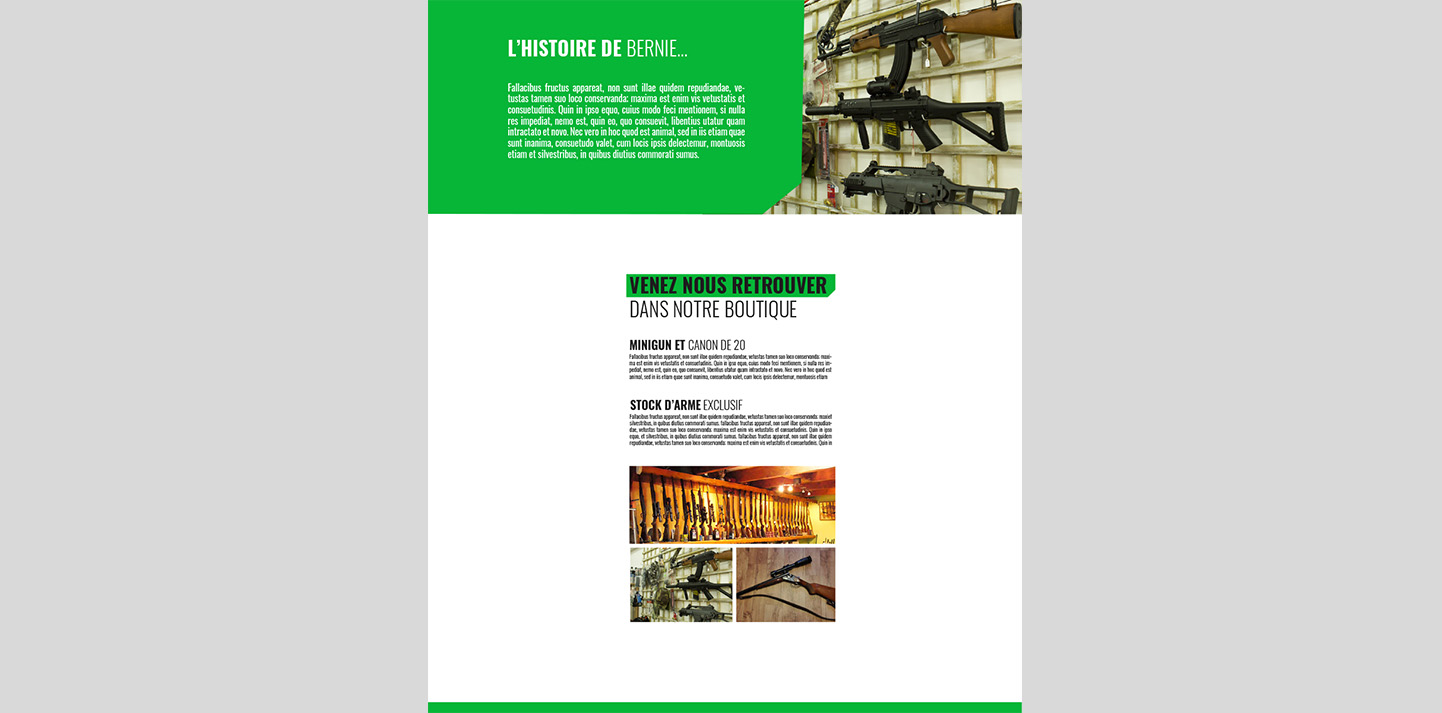 L’HISTOIRE DE BERNIE...
Fallacibus fructus appareat, non sunt illae quidem repudiandae, ve-
tustas tamen suo loco conservanda; maxima est enim vis vetustatis et
consuetudinis. Quin in ipso equo, cuius modo feci mentionem, si nulla
res impediat, nemo est, quin eo, quo consuevit, libentius utatur quam
intractato et novo. Nec vero in hoc quod est animal, sed in iis etiam quae
sunt inanima, consuetudo valet, cum locis ipsis delectemur, montuosis
etiam et silvestribus, in quibus diutius commorati sumus.
VENEZ NOUS RETROUVER
DANS NOTRE BOUTIQUE
MINIGUN ET CANON DE 20
Fallacibus fructus appareat, non sunt illae quidem repudiandae, vetustas tamen suo loco conservanda; maxi-
ma est enim vis vetustatis et consuetudinis. Quin in ipso equo, cuius modo feci mentionem, si nulla res im-
pediat, nemo est, quin eo, quo consuevit, libentius utatur quam intractato et novo. Nec vero in hoc quod est
animal, sed in iis etiam quae sunt inanima, consuetudo valet, cum locis ipsis delectemur, montuosis etiam
STOCK D’ARME EXCLUSIF
Fallacibus fructus appareat, non sunt illae quidem repudiandae, vetustas tamen suo loco conservanda; maxiet
silvestribus, in quibus diutius commorati sumus. fallacibus fructus appareat, non sunt illae quidem repudian-
dae, vetustas tamen suo loco conservanda; maxima est enim vis vetustatis et consuetudinis. Quin in ipso
equo, et silvestribus, in quibus diutius commorati sumus. fallacibus fructus appareat, non sunt illae quidem
repudiandae, vetustas tamen suo loco conservanda; maxima est enim vis vetustatis et consuetudinis. Quin in